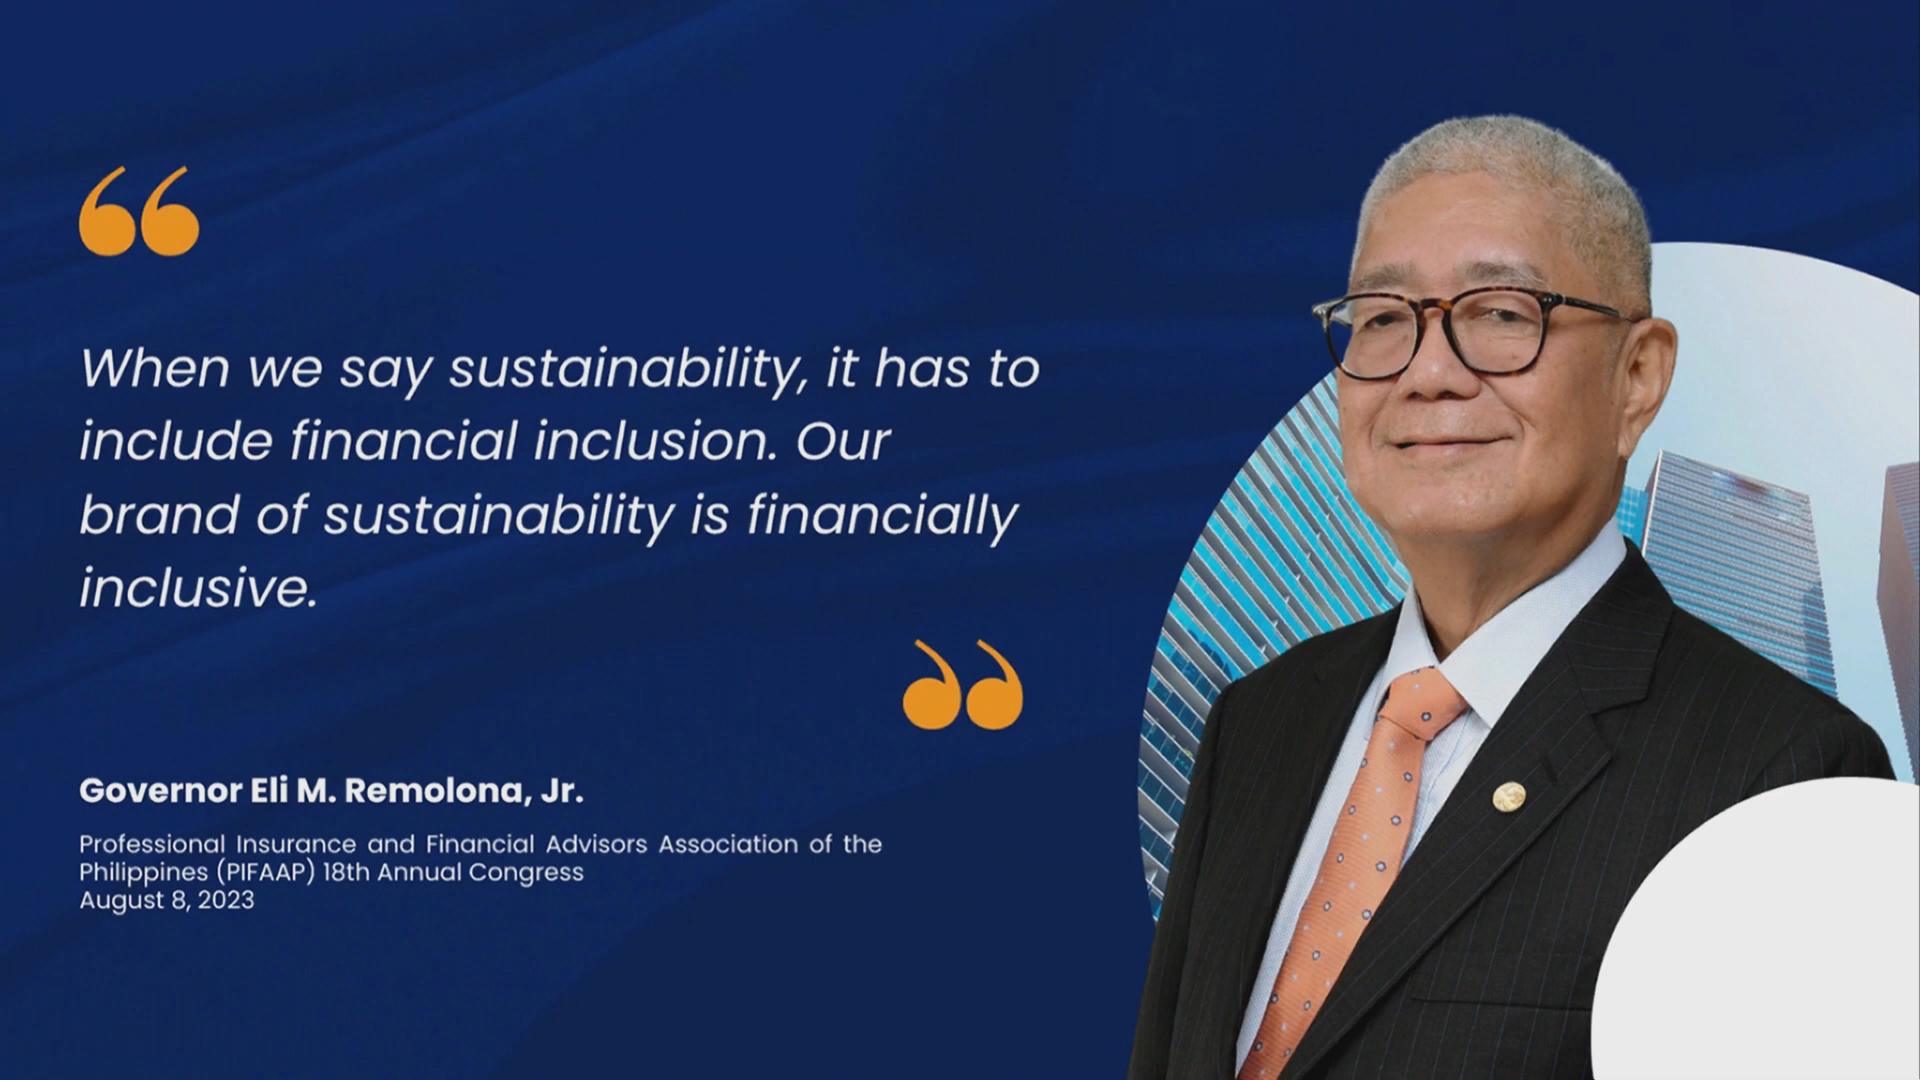 “
When we say sustainability, it has to
include financial inclusion. Our
brand of sustainability is financially
inclusive.
”
Governor Eli M. Remolona, Jr.
Professional Insurance and Financial Advisors Association of the
Philippines (PIFAAP) 18th Annual Congress
August 8, 2023